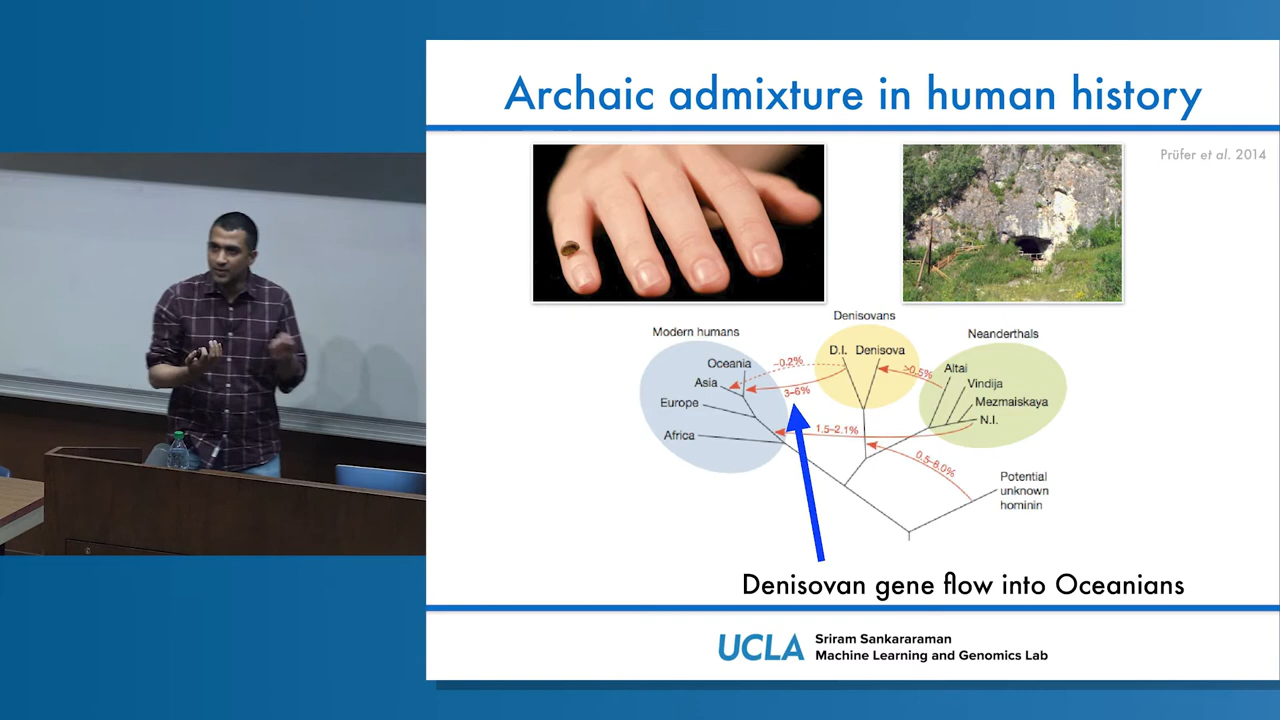 Archaic admixture in human history
Prüfer et al. 2014
Denisovans
Modern humans
Neanderthals
D.I. Denisova
Oceania
~0.2%
>0.5%
Altai
Asia
Vindija
3–6%
Europe
Mezmaiskaya
N.I.
1.5–2.1%
Africa
0.5–8.0%
Potential
unknown
hominin
Denisovan gene flow into Oceanians
UCLA
Sriram Sankararaman
Machine Learning and Genomics Lab